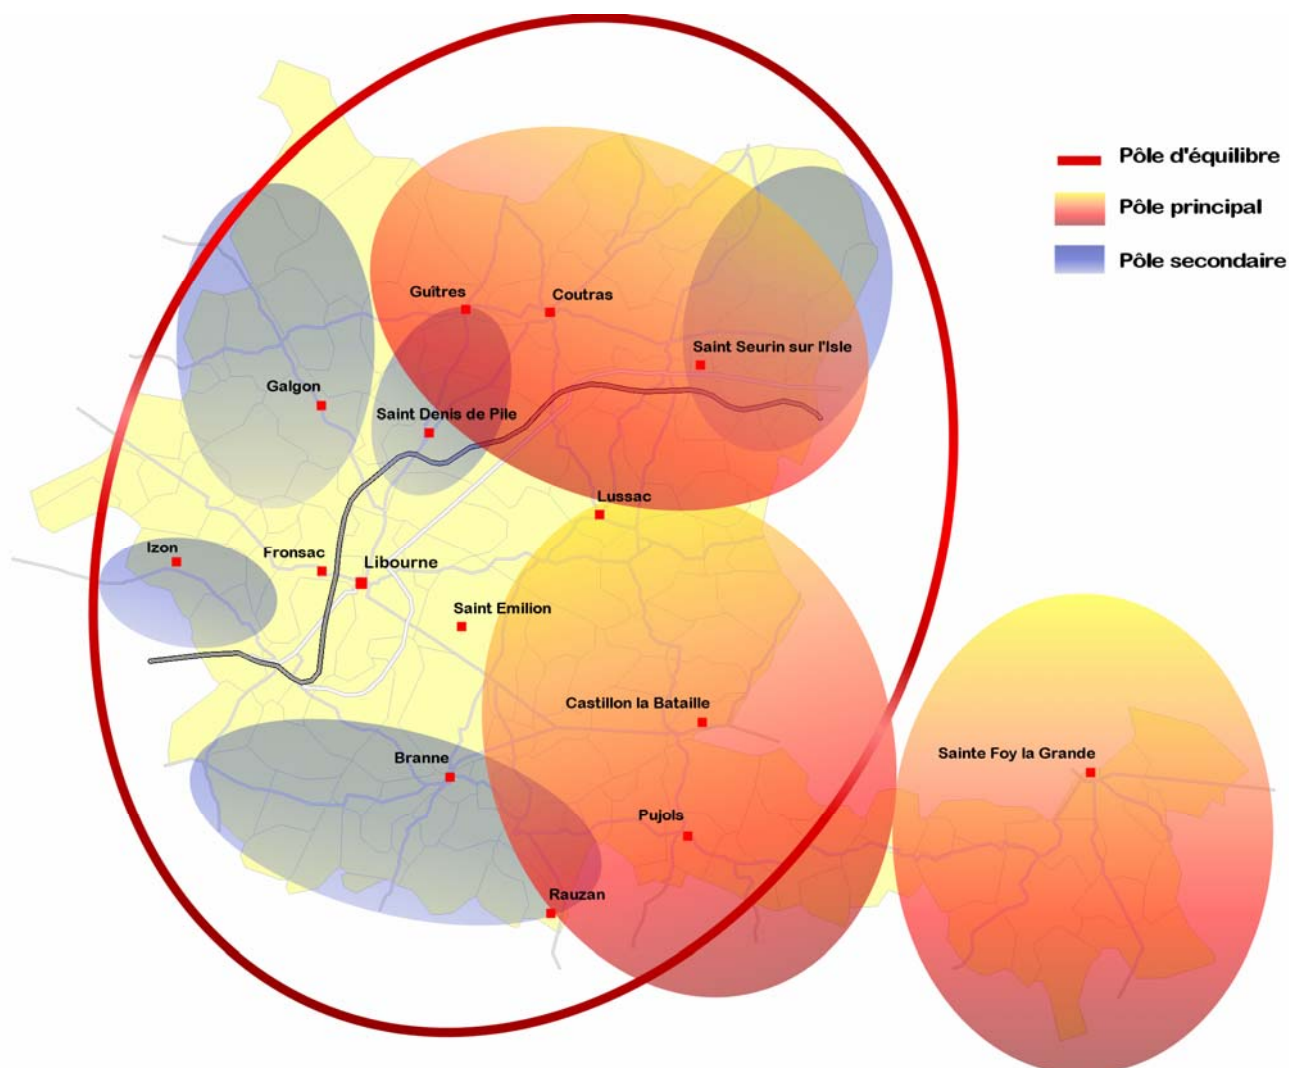 Pôle d'équilibre
Pôle principal
Pôle secondaire
Guîtres
Coutras
Saint Seurin sur l'Isle
Galgon
Saint Denis de Pile
Lussac
Izon
Fronsac
Libourne
Saint Emilion
Castillon la Bataille
Sainte Foy la Grande
Branne
Pujols
Rauzan